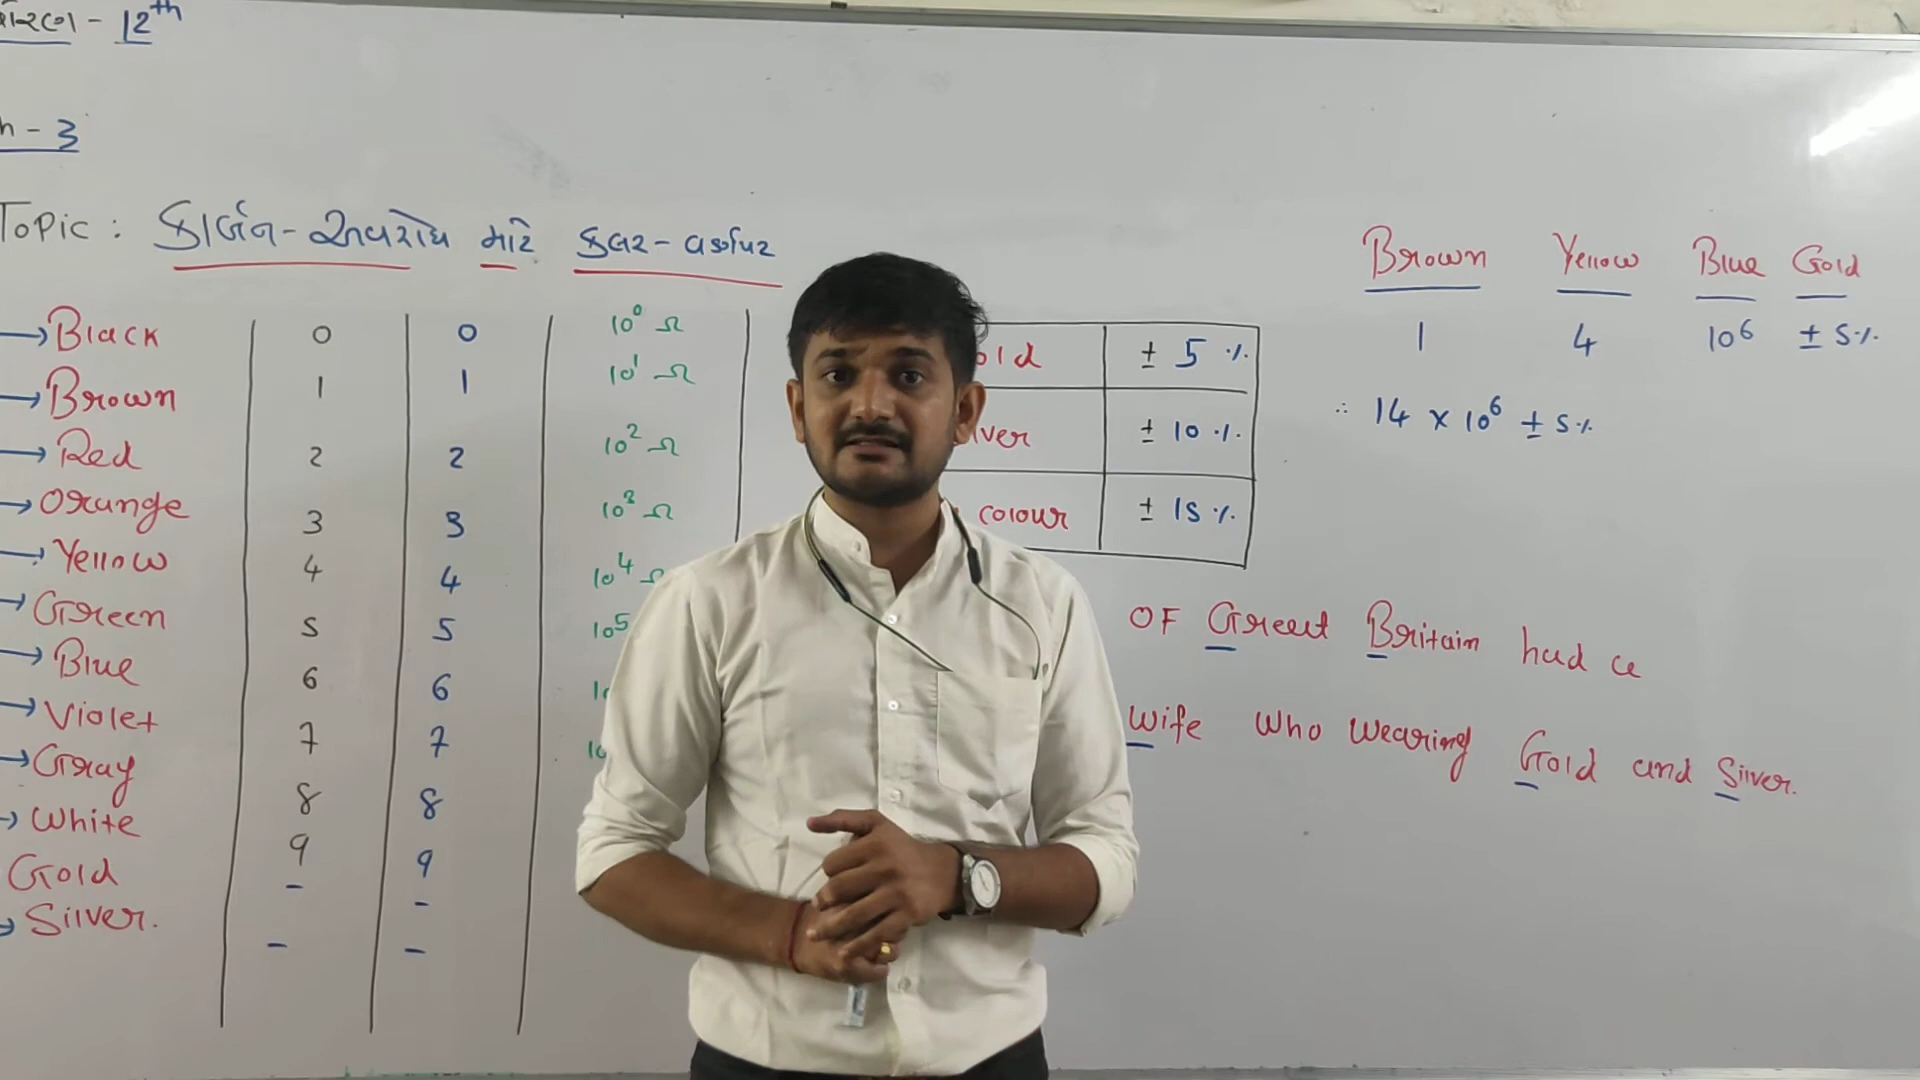 - 12th
- 3
Topic : કાર્બન-અવરોધ માટે કલર-
→ Black 0 0 10⁰ Ω
→ Brown 1 1 10¹ Ω
→ Red 2 2 10² Ω
→ Orange 3 3 10³ Ω
→ Yellow 4 4 10⁴ Ω
→ Green 5 5 10⁵
→ Blue 6 6
→ Violet 7 7
→ Gray 8 8
→ White 9 9
Gold - -
→ Silver. - -
± 5 %
± 10 %
colour ± 15 %
Brown Yellow Blue Gold
1 4 10⁶ ± 5%
∴ 14 x 10⁶ ± 5%
OF Great Britain had a
Wife Who Wearing Gold and Silver.